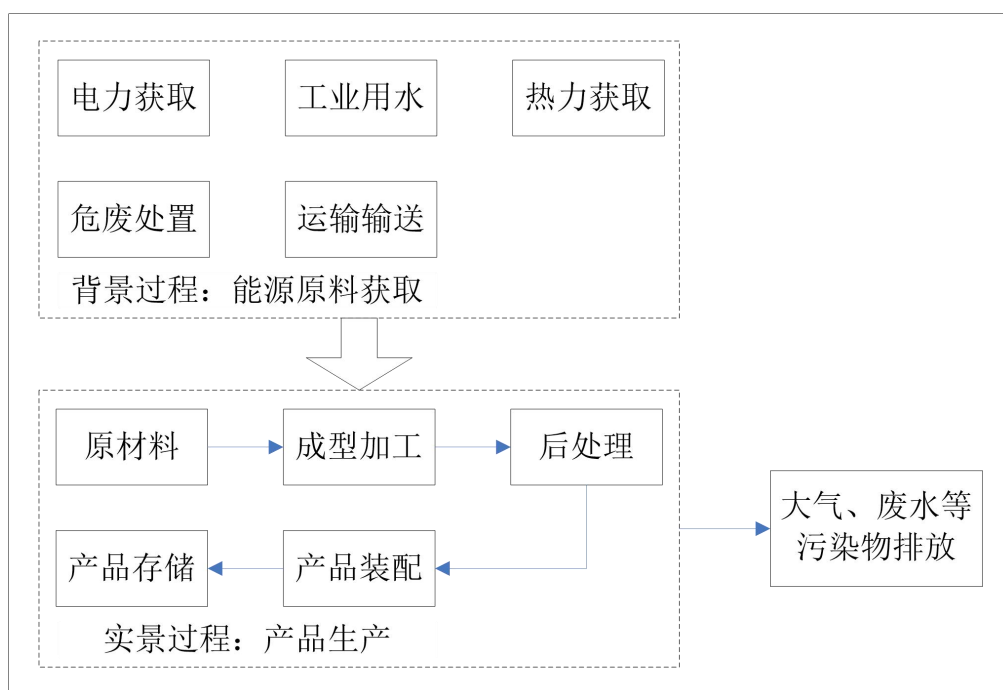 电力获取
工业用水
热力获取
危废处置
运输输送
背景过程：能源原料获取
原材料
成型加工
后处理
大气、废水等
污染物排放
产品存储
产品装配
实景过程：产品生产